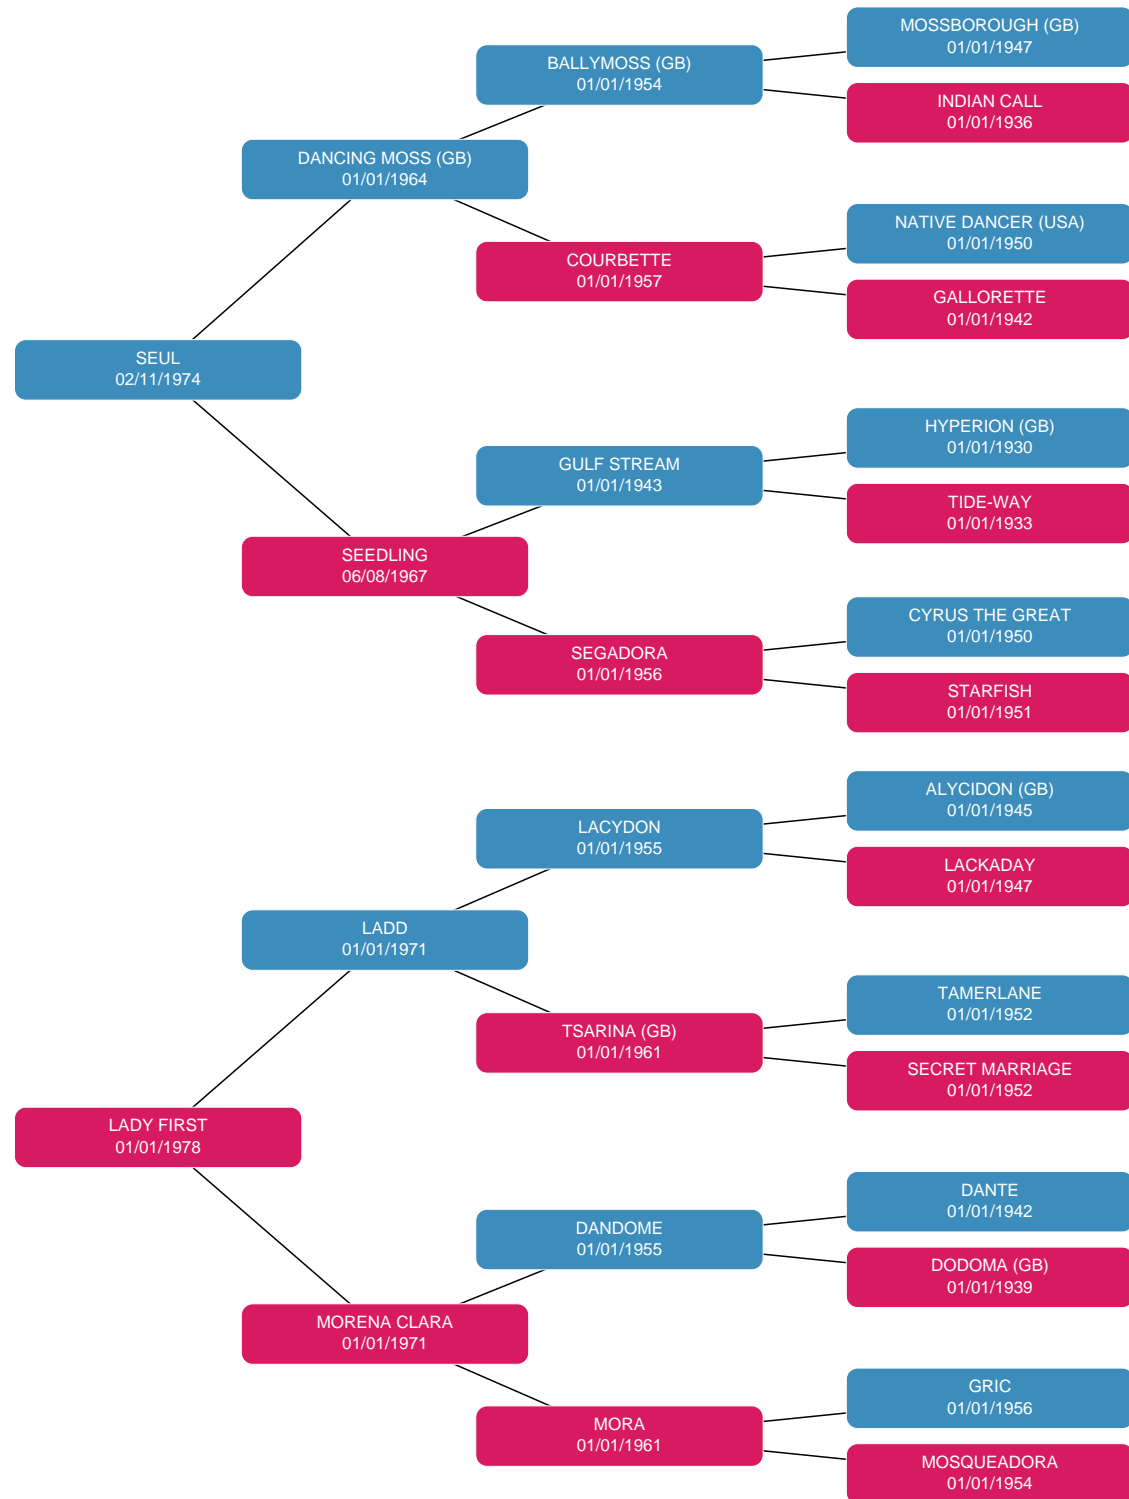 MOSSBOROUGH (GB)
01/01/1947
BALLYMOSS (GB)
01/01/1954
INDIAN CALL
01/01/1936
DANCING MOSS (GB)
01/01/1964
NATIVE DANCER (USA)
01/01/1950
COURBETTE
01/01/1957
GALLORETTE
01/01/1942
SEUL
02/11/1974
HYPERION (GB)
01/01/1930
GULF STREAM
01/01/1943
TIDE-WAY
01/01/1933
SEEDLING
06/08/1967
CYRUS THE GREAT
01/01/1950
SEGADORA
01/01/1956
STARFISH
01/01/1951
ALYCIDON (GB)
01/01/1945
LACYDON
01/01/1955
LACKADAY
01/01/1947
LADD
01/01/1971
TAMERLANE
01/01/1952
TSARINA (GB)
01/01/1961
SECRET MARRIAGE
01/01/1952
LADY FIRST
01/01/1978
DANTE
01/01/1942
DANDOME
01/01/1955
DODOMA (GB)
01/01/1939
MORENA CLARA
01/01/1971
GRIC
01/01/1956
MORA
01/01/1961
MOSQUEADORA
01/01/1954